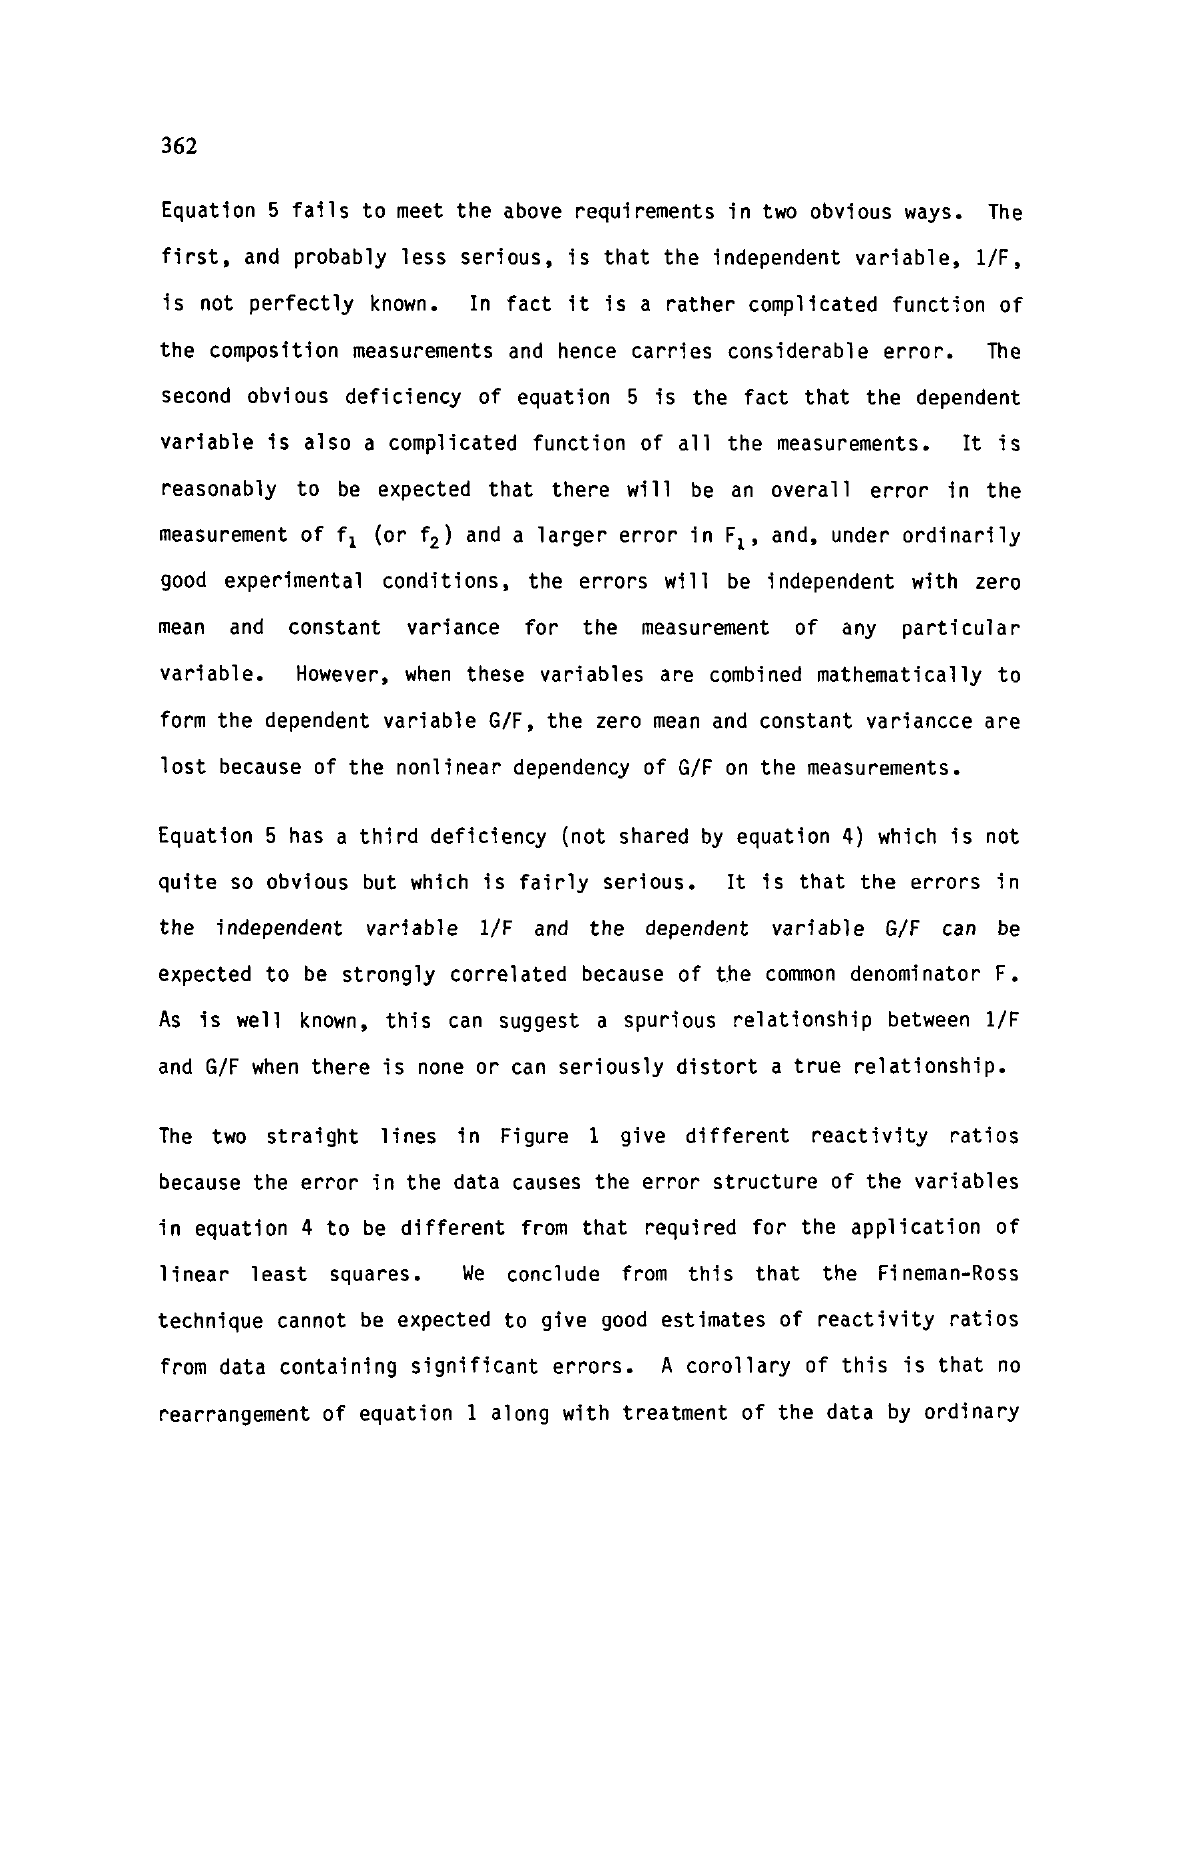 362
Equation 5 fails to meet the above requirements in two obvious ways. The
first, and probably less serious, is that the independent variable, 1/F,
is not perfectly known. In fact it is a rather complicated function of
the composition measurements and hence carries considerable error. The
second obvious deficiency of equation 5 is the fact that the dependent
variable is also a complicated function of all the measurements. It is
reasonably to be expected that there will be an overall error in the
measurement of f₁ (or f₂) and a larger error in F₁, and, under ordinarily
good experimental conditions, the errors will be independent with zero
mean and constant variance for the measurement of any particular
variable. However, when these variables are combined mathematically to
form the dependent variable G/F, the zero mean and constant variancce are
lost because of the nonlinear dependency of G/F on the measurements.
Equation 5 has a third deficiency (not shared by equation 4) which is not
quite so obvious but which is fairly serious. It is that the errors in
the independent variable 1/F and the dependent variable G/F can be
expected to be strongly correlated because of the common denominator F.
As is well known, this can suggest a spurious relationship between 1/F
and G/F when there is none or can seriously distort a true relationship.
The two straight lines in Figure 1 give different reactivity ratios
because the error in the data causes the error structure of the variables
in equation 4 to be different from that required for the application of
linear least squares. We conclude from this that the Fineman-Ross
technique cannot be expected to give good estimates of reactivity ratios
from data containing significant errors. A corollary of this is that no
rearrangement of equation 1 along with treatment of the data by ordinary